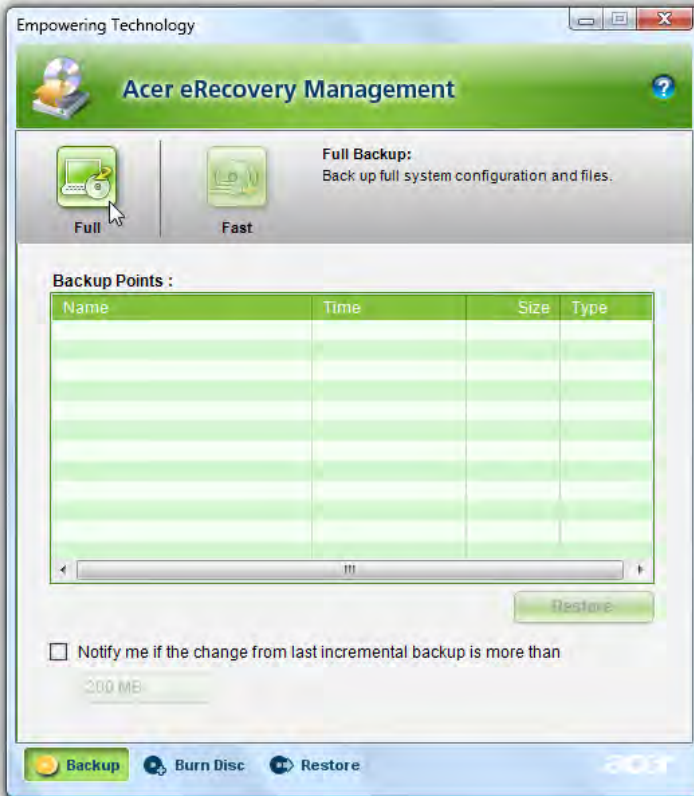 Empowering Technology
Acer eRecovery Management
Full Backup:
Back up full system configuration and files.
Full
Fast
Backup Points :
Name Time Size Type
Restore
Notify me if the change from last incremental backup is more than
200 MB
Backup Burn Disc Restore
acer